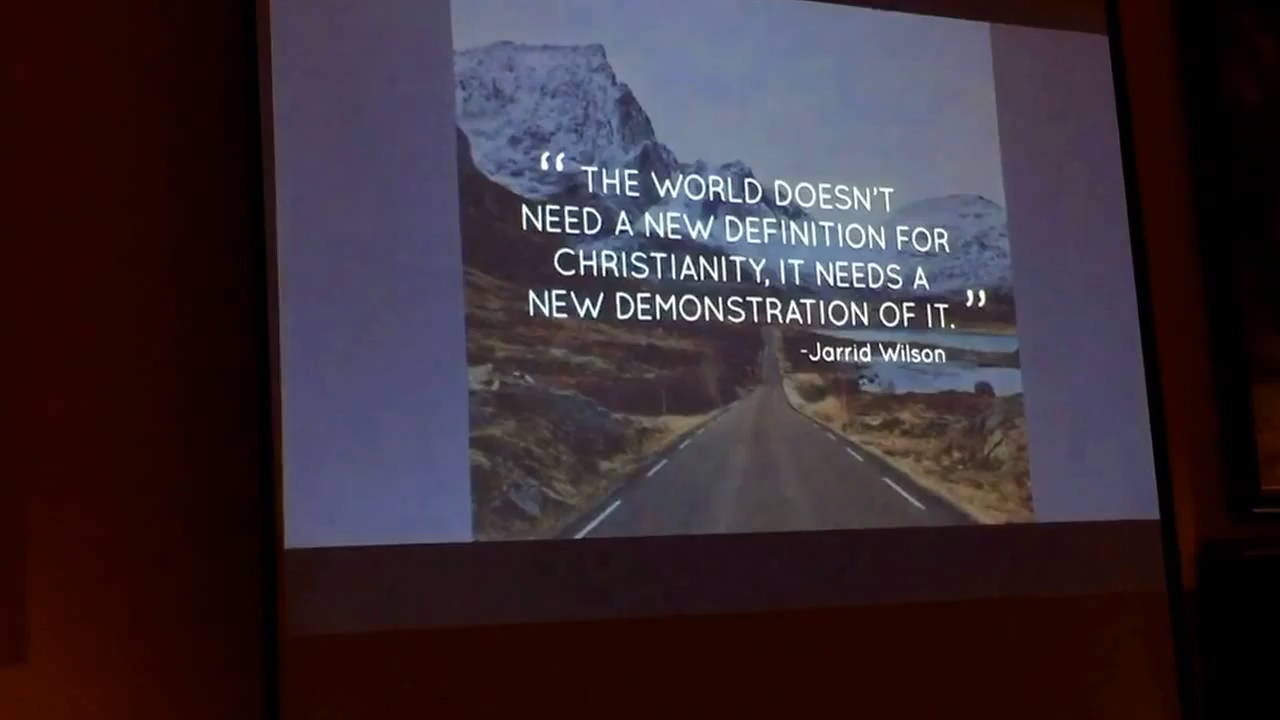 “ THE WORLD DOESN'T
NEED A NEW DEFINITION FOR
CHRISTIANITY, IT NEEDS A
NEW DEMONSTRATION OF IT. ”
-Jarrid Wilson